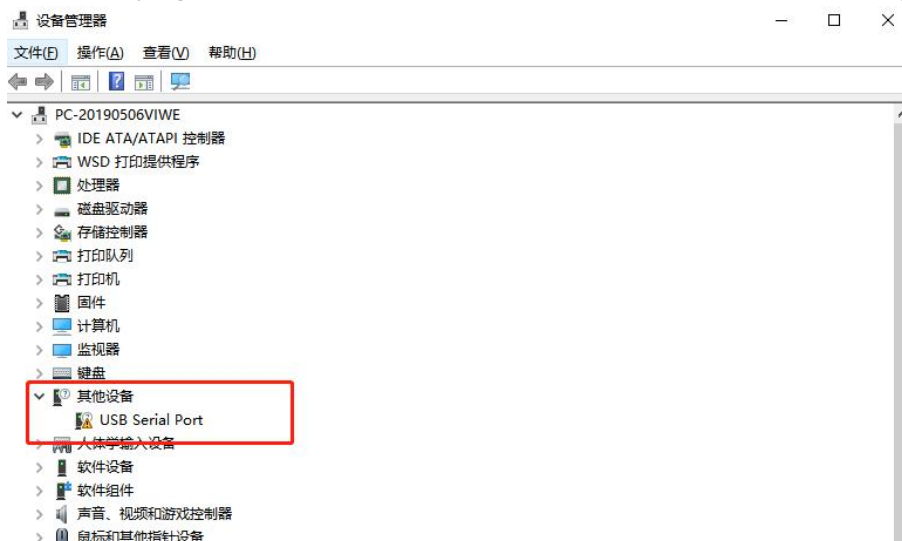 设备管理器
文件(F) 操作(A) 查看(V) 帮助(H)
PC-20190506VIWE
IDE ATA/ATAPI 控制器
WSD 打印提供程序
处理器
磁盘驱动器
存储控制器
打印队列
打印机
固件
计算机
监视器
键盘
其他设备
USB Serial Port
人体学输入设备
软件设备
软件组件
声音、视频和游戏控制器
鼠标和其他指针设备